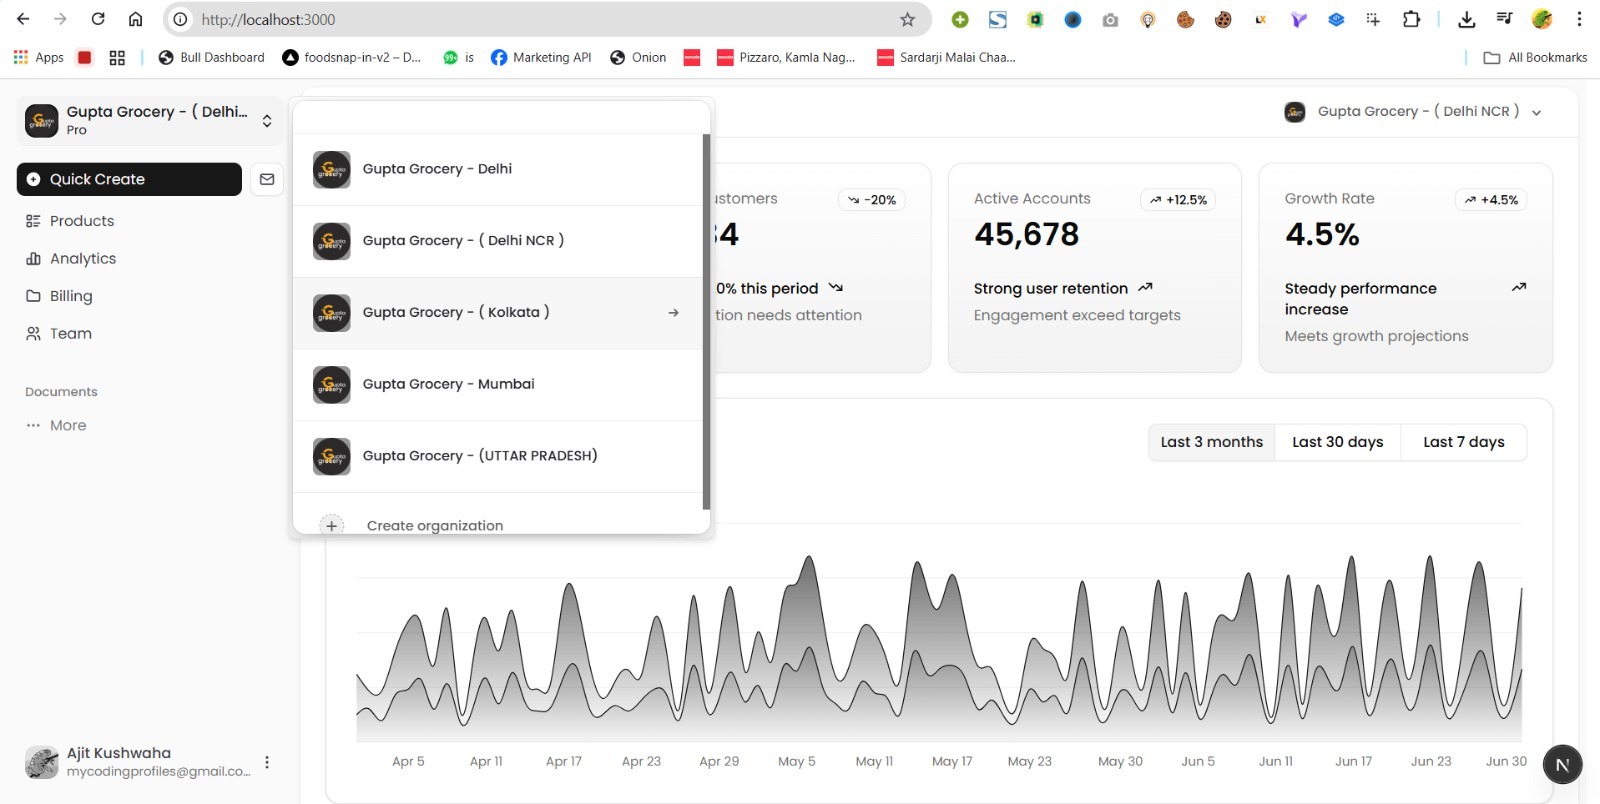 http://localhost:3000
Apps
Bull Dashboard
foodsnap-in-v2 – D...
99+
is
Marketing API
Onion
Pizzaro, Kamla Nag...
Sardarji Malai Chaa...
All Bookmarks
Gupta Grocery - ( Delhi...
Pro
Quick Create
Products
Analytics
Billing
Team
Documents
More
Gupta Grocery - Delhi
Gupta Grocery - ( Delhi NCR )
Gupta Grocery - ( Kolkata )
Gupta Grocery - Mumbai
Gupta Grocery - (UTTAR PRADESH)
Create organization
Gupta Grocery - ( Delhi NCR )
ustomers
-20%
34
0% this period
tion needs attention
Active Accounts
+12.5%
45,678
Strong user retention
Engagement exceed targets
Growth Rate
+4.5%
4.5%
Steady performance
increase
Meets growth projections
Last 3 months
Last 30 days
Last 7 days
Apr 5
Apr 11
Apr 17
Apr 23
Apr 29
May 5
May 11
May 17
May 23
May 30
Jun 5
Jun 11
Jun 17
Jun 23
Jun 30
Ajit Kushwaha
mycodingprofiles@gmail.co...
N